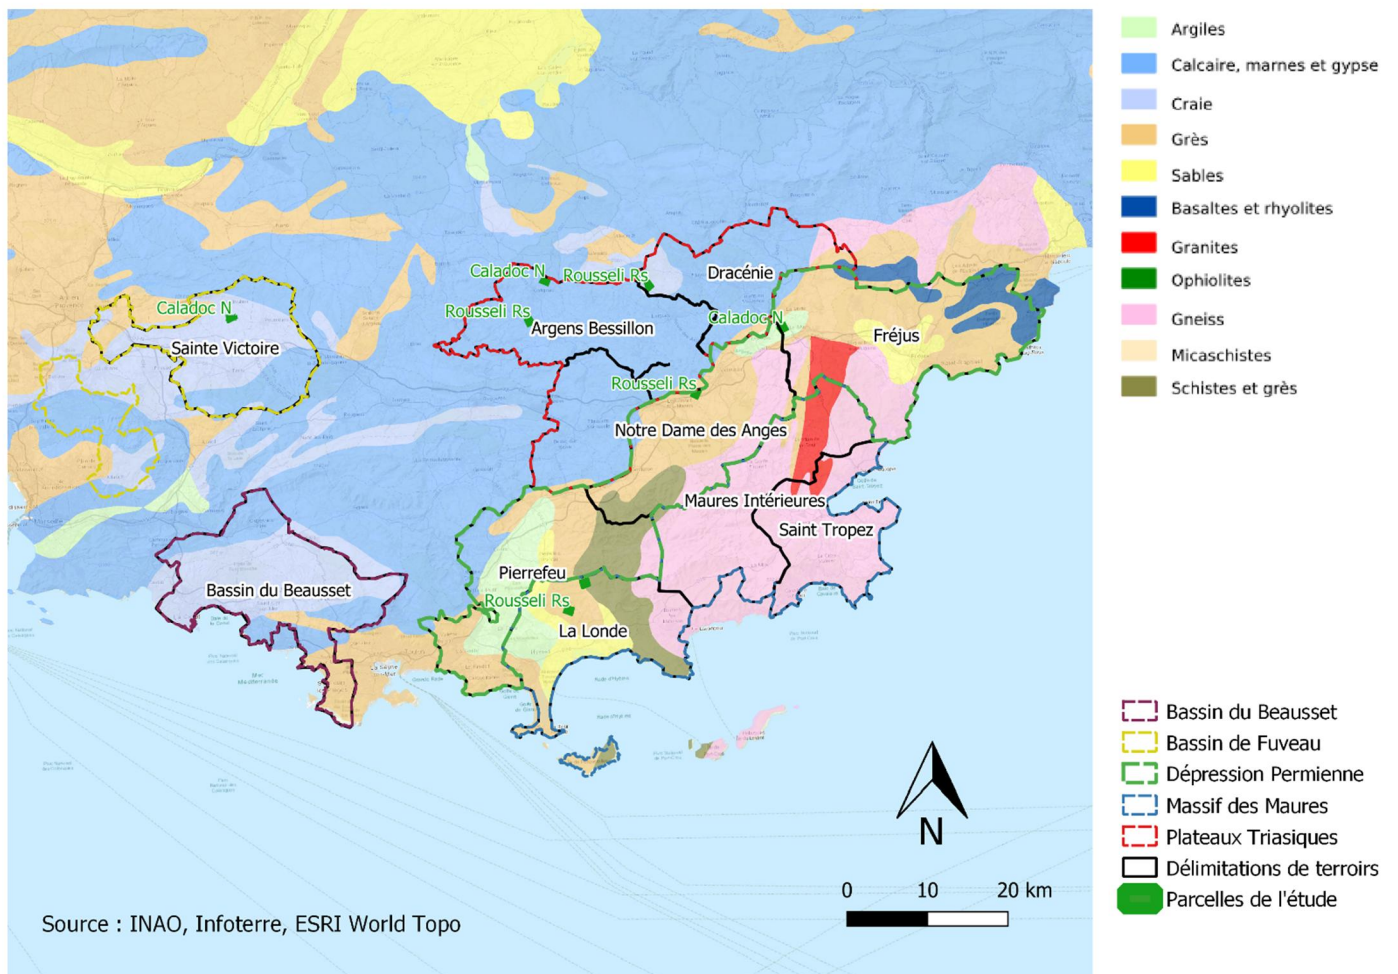 Argiles
Calcaire, marnes et gypse
Craie
Grès
Sables
Basaltes et rhyolites
Granites
Ophiolites
Gneiss
Micaschistes
Schistes et grès
Caladoc N
Rousseli Rs
Dracénie
Caladoc N
Rousseli Rs
Argens Bessillon
Caladoc N
Sainte Victoire
Fréjus
Rousseli Rs
Notre Dame des Anges
Maures Intérieures
Saint Tropez
Pierrefeu
Bassin du Beausset
Rousseli Rs
La Londe
Bassin du Beausset
Bassin de Fuveau
Dépression Permienne
Massif des Maures
Plateaux Triasiques
Délimitations de terroirs
Parcelles de l'étude
N
0 10 20 km
Source : INAO, Infoterre, ESRI World Topo